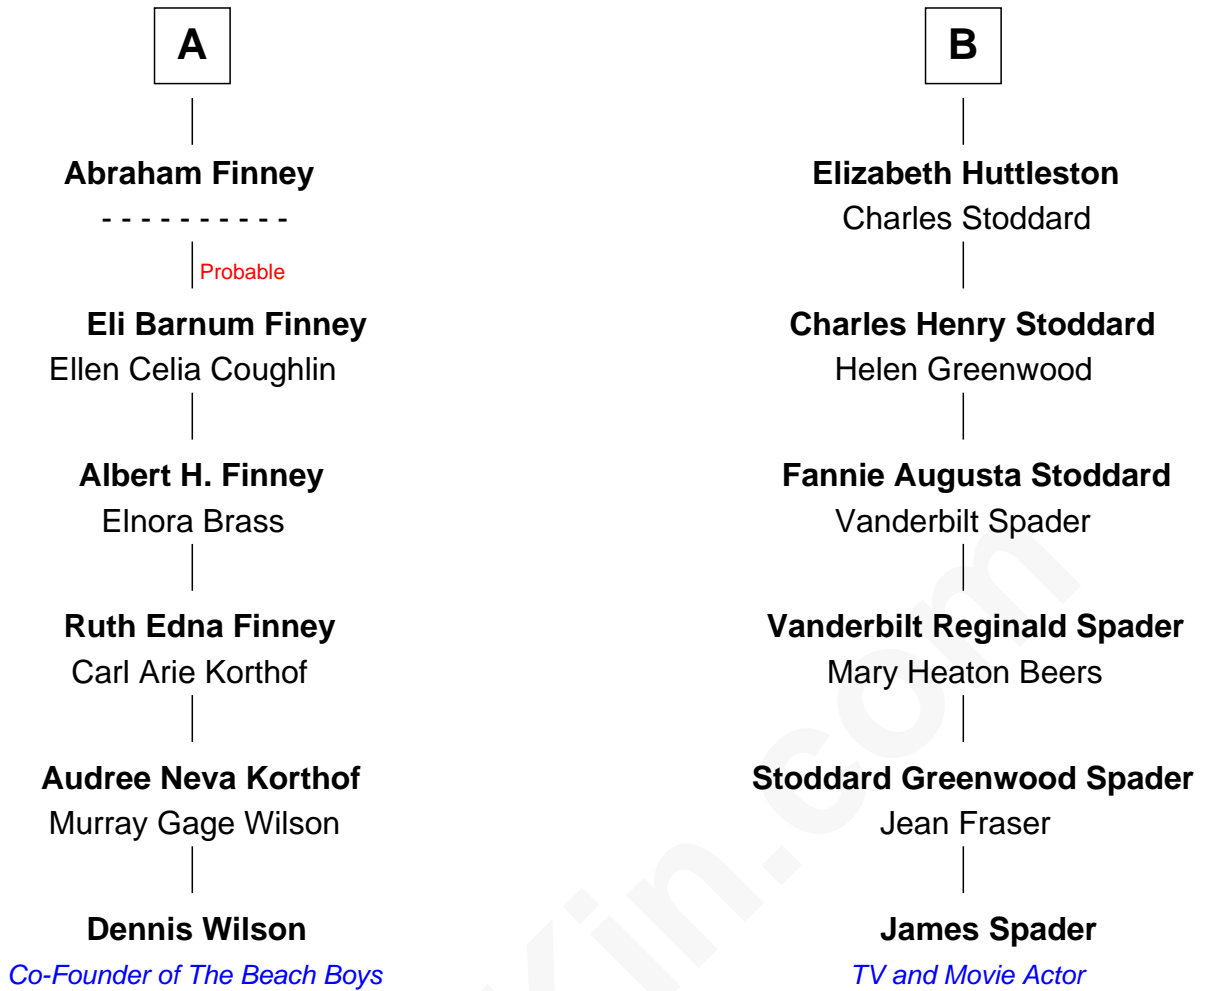 A
Abraham Finney
- - - - - - - - - -
Probable
Eli Barnum Finney
Ellen Celia Coughlin
Albert H. Finney
Elnora Brass
Ruth Edna Finney
Carl Arie Korthof
Audree Neva Korthof
Murray Gage Wilson
Dennis Wilson
Co-Founder of The Beach Boys
B
Elizabeth Huttleston
Charles Stoddard
Charles Henry Stoddard
Helen Greenwood
Fannie Augusta Stoddard
Vanderbilt Spader
Vanderbilt Reginald Spader
Mary Heaton Beers
Stoddard Greenwood Spader
Jean Fraser
James Spader
TV and Movie Actor